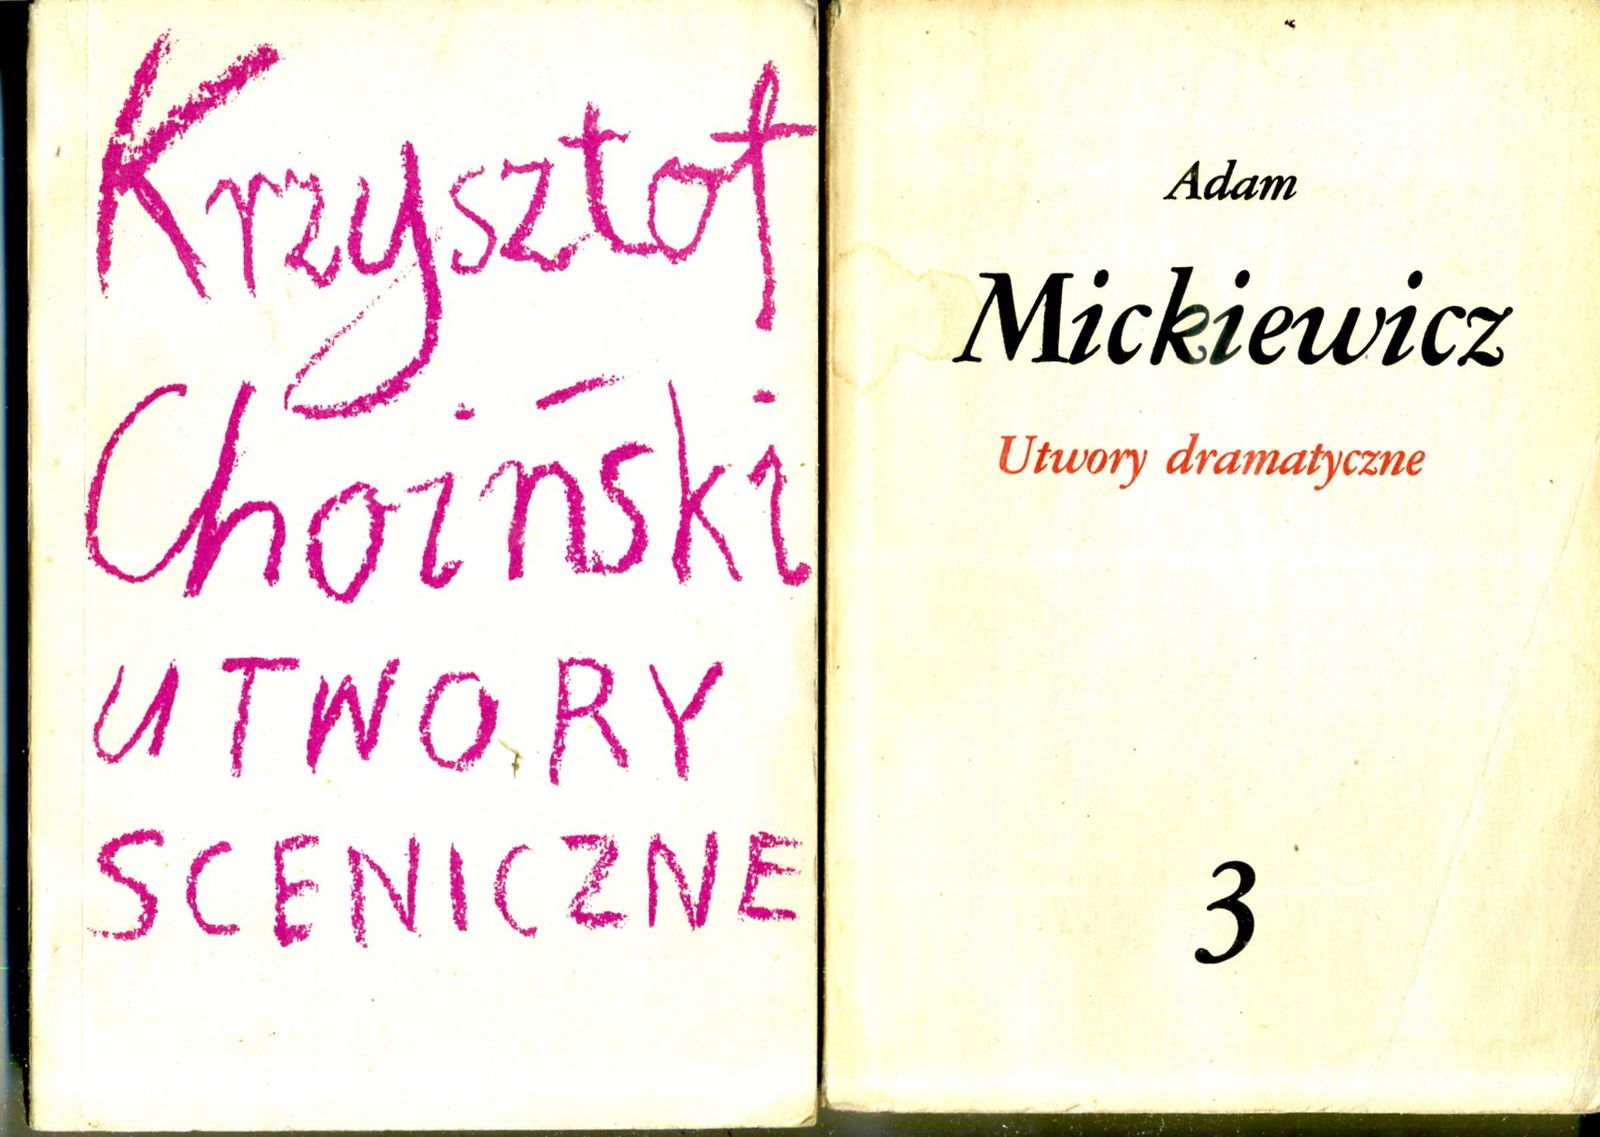 Krzysztof
Choiński
UTWORY
SCENICZNE
Adam
Mickiewicz
Utwory dramatyczne
3